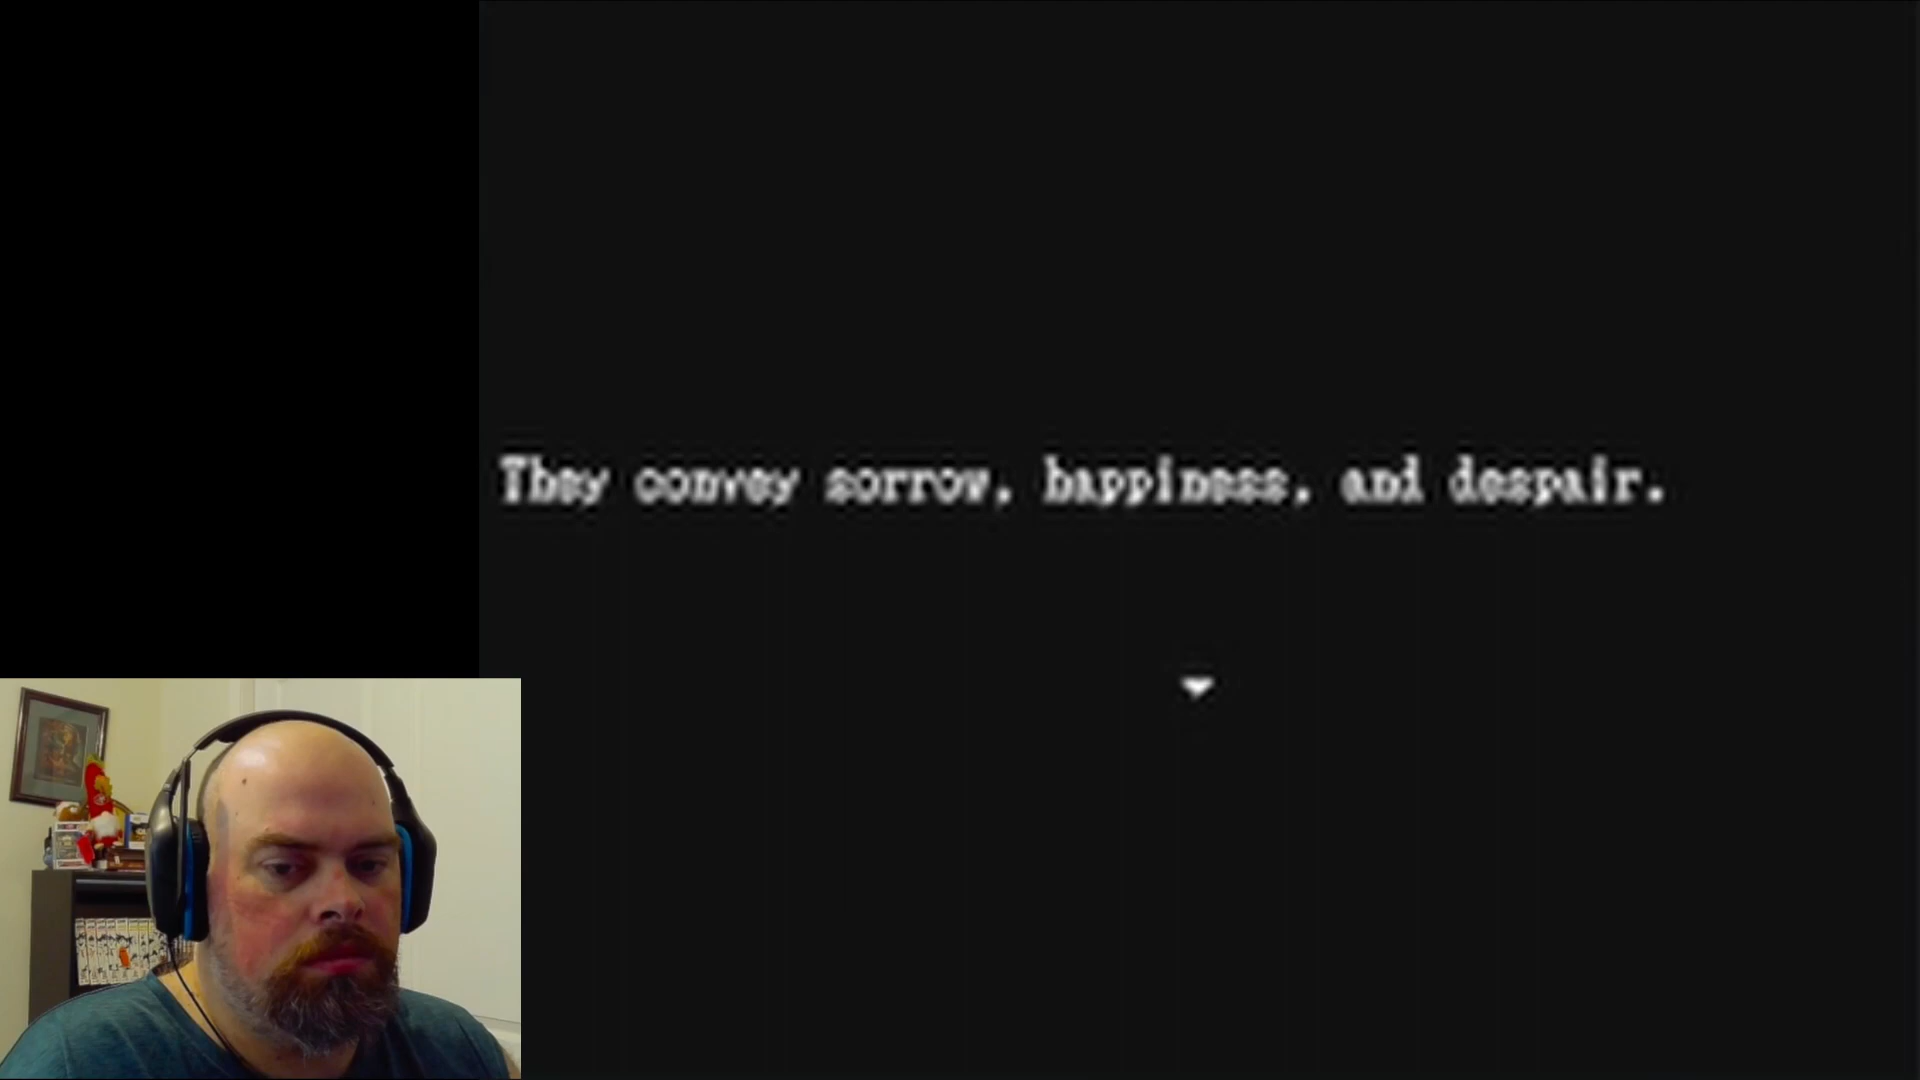 They convey sorrow, happiness, and despair.